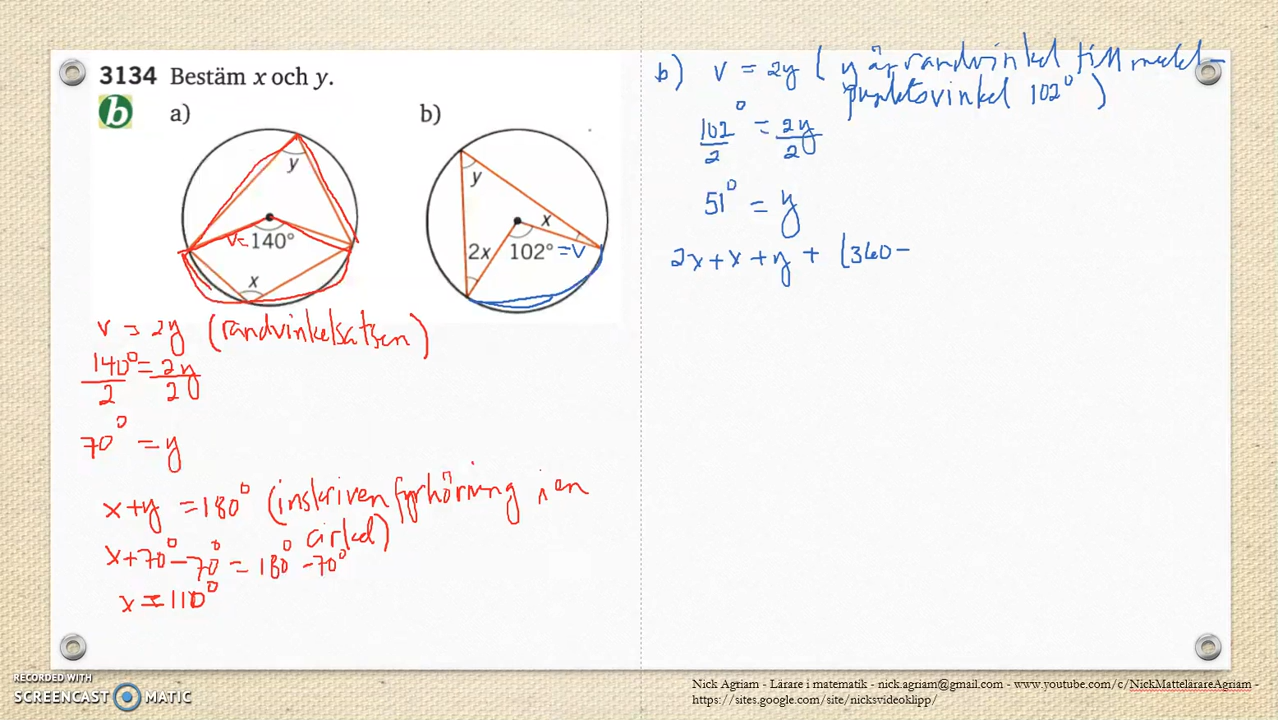 3134 Bestäm x och y.
b
a)
b)
y
v=140°
x
y
x
2x
102° =v
v = 2y (randvinkelsatsen)
140°/2 = 2y/2
70° = y
x+y = 180° (inskriven fyrhörning i en
cirkel)
x+70°-70° = 180°-70°
x = 110°
b) v = 2y (y är randvinkel till medel-
punktsvinkel 102°)
102°/2 = 2y/2
51° = y
2x+x+y+(360-
RECORDED WITH
SCREENCAST MATIC
Nick Agriam - Lärare i matematik - nick.agriam@gmail.com - www.youtube.com/c/NickMattelärareAgriam -
https://sites.google.com/site/nicksvideoklipp/